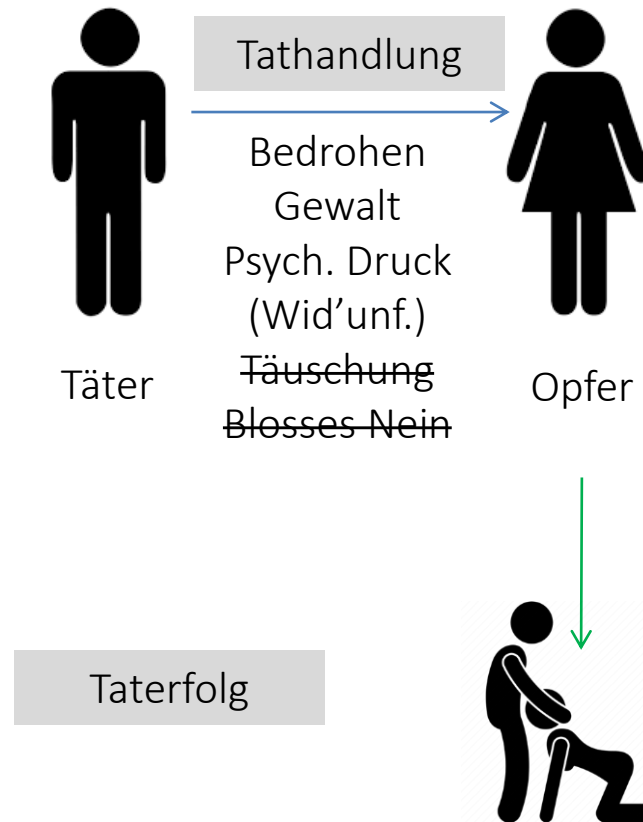 Tathandlung
Bedrohen
Gewalt
Psych. Druck
(Wid’unf.)
Täuschung
Blosses Nein
Täter
Opfer
Taterfolg